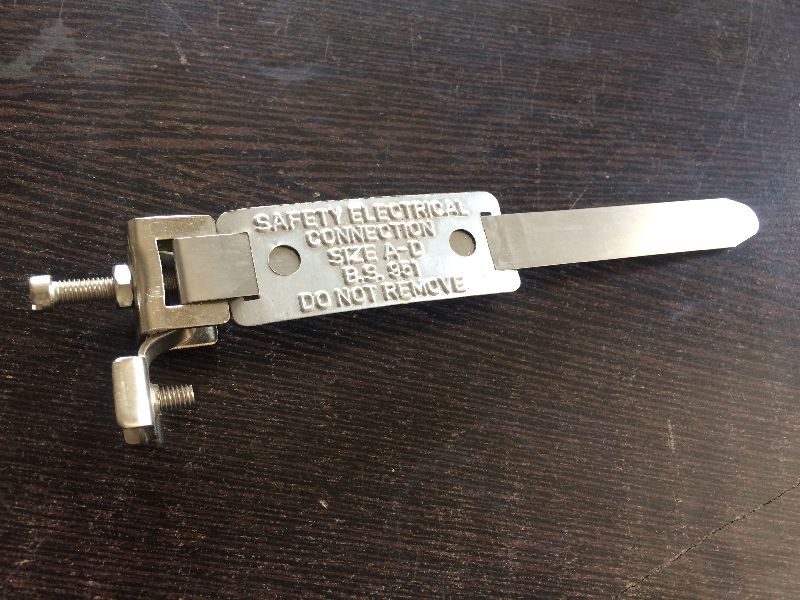 SAFETY ELECTRICAL
CONNECTION
SIZE A-D
B.S. 951
DO NOT REMOVE